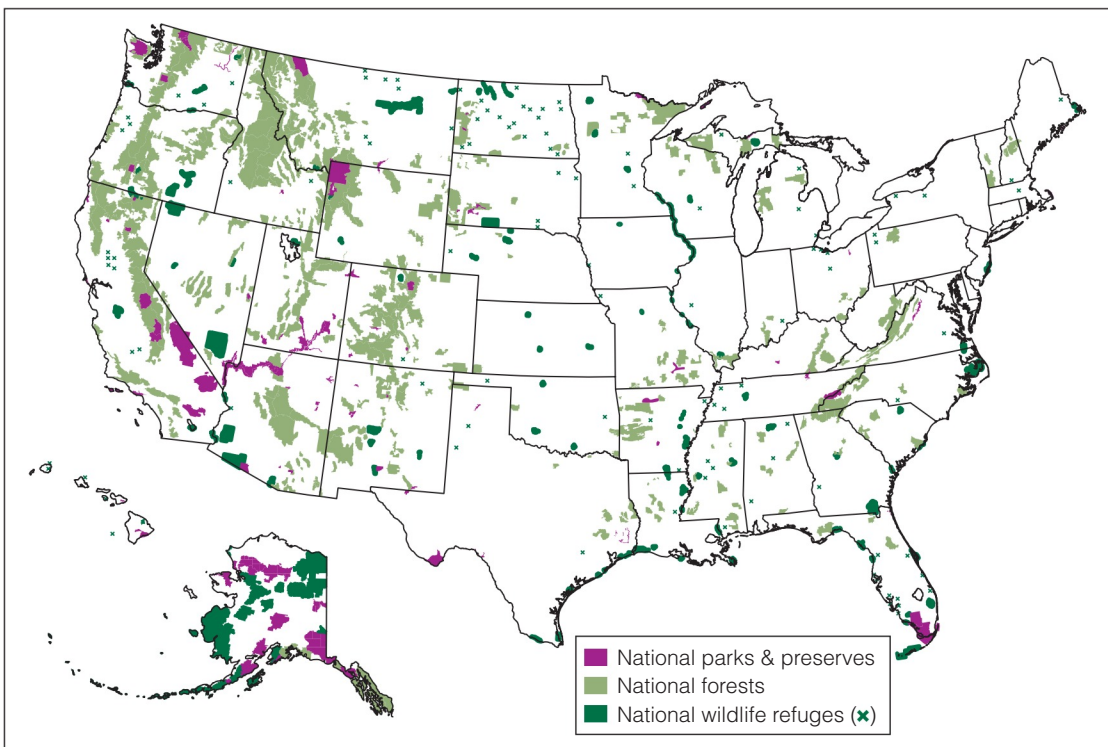 National parks & preserves
National forests
National wildlife refuges (×)